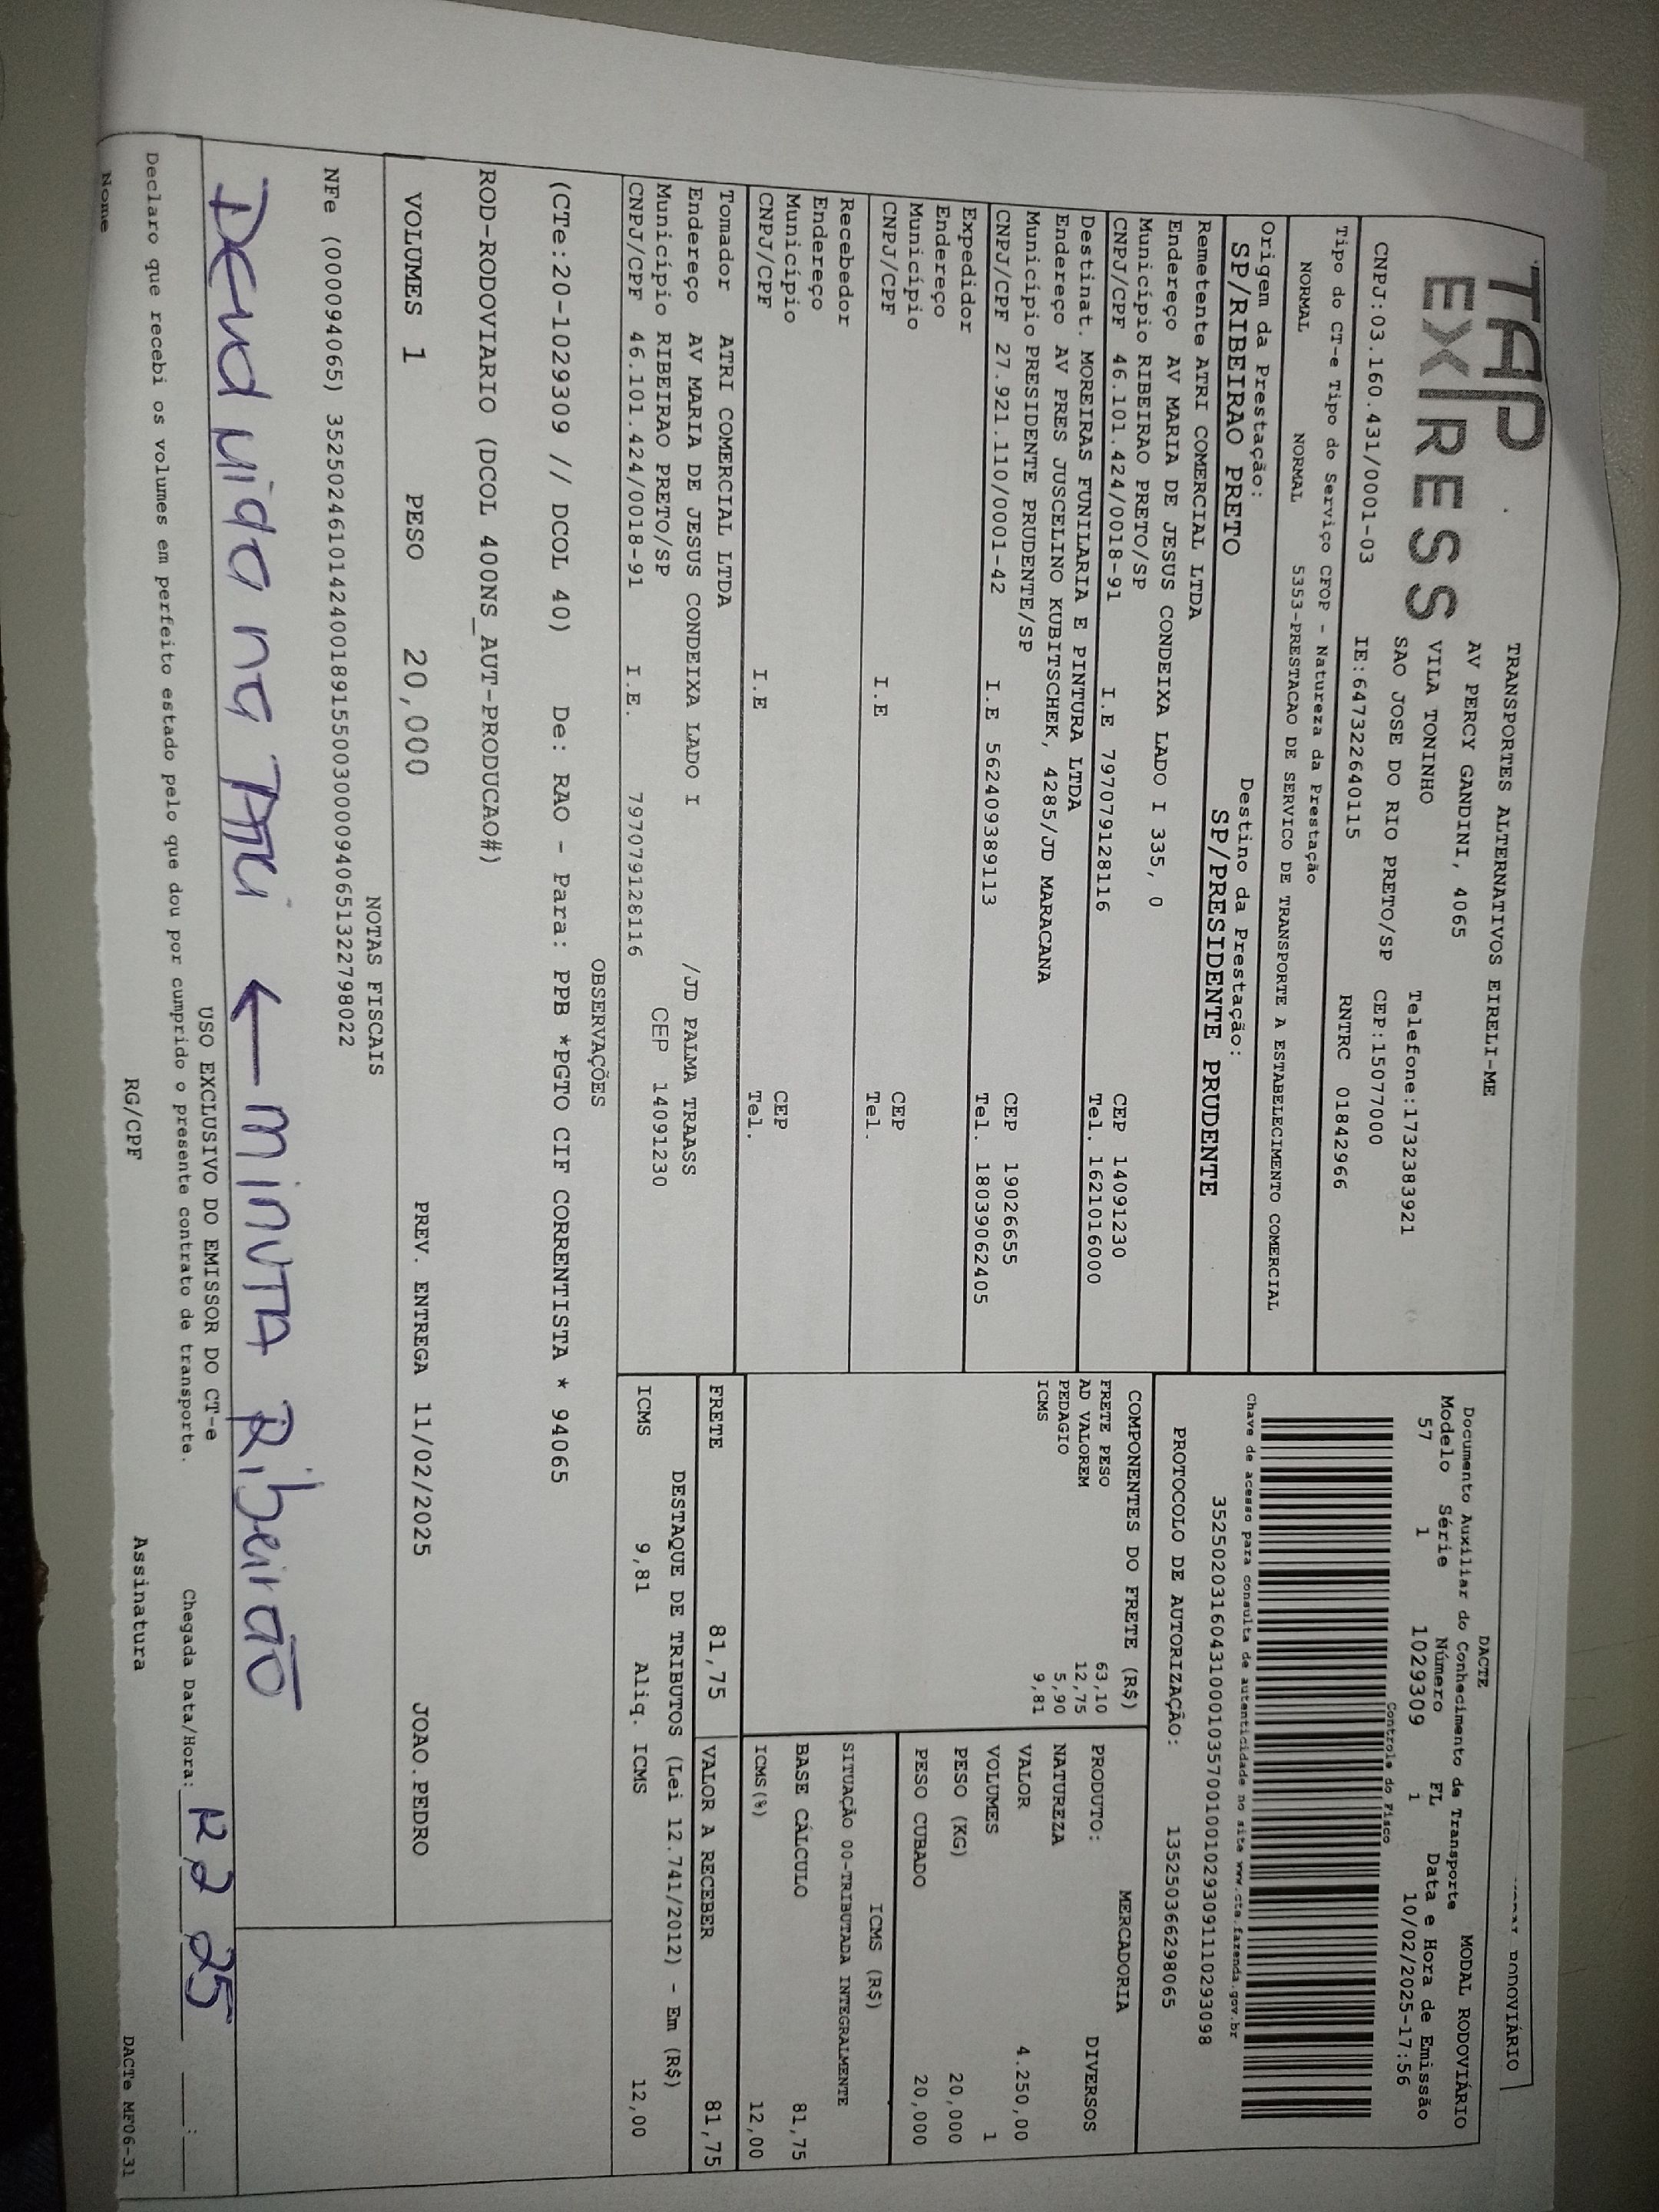 TAP
EXPRESS
TRANSPORTES ALTERNATIVOS EIRELI-ME
AV PERCY GANDINI, 4065
VILA TONINHO
SAO JOSE DO RIO PRETO/SP CEP:15077000
Telefone:1732383921
CNPJ:03.160.431/0001-03 IE:647322640115 RNTRC 01842966
RODOVIÁRIO
DACTE MODAL RODOVIÁRIO
Documento Auxiliar do Conhecimento de Transporte
Modelo Série Número FL Data e Hora de Emissão
57 1 1029309 1 10/02/2025-17:56
Controle do Fisco
Chave de acesso para consulta de autenticidade no site www.cte.fazenda.gov.br
35250203160431000103570010010293091110293098
PROTOCOLO DE AUTORIZAÇÃO: 135250366298065
Tipo do CT-e Tipo do Serviço CFOP - Natureza da Prestação
NORMAL NORMAL 5353-PRESTACAO DE SERVICO DE TRANSPORTE A ESTABELECIMENTO COMERCIAL
Origem da Prestação: Destino da Prestação:
SP/RIBEIRAO PRETO SP/PRESIDENTE PRUDENTE
Remetente ATRI COMERCIAL LTDA
Endereço AV MARIA DE JESUS CONDEIXA LADO I 335, 0
Município RIBEIRAO PRETO/SP CEP 14091230
CNPJ/CPF 46.101.424/0018-91 I.E 797079128116 Tel. 1621016000
Destinat. MOREIRAS FUNILARIA E PINTURA LTDA
Endereço AV PRES JUSCELINO KUBITSCHEK, 4285/JD MARACANA
Município PRESIDENTE PRUDENTE/SP CEP 19026655
CNPJ/CPF 27.921.110/0001-42 I.E 562409389113 Tel. 18039062405
Expedidor
Endereço
Município CEP
CNPJ/CPF I.E Tel.
Recebedor
Endereço
Município CEP
CNPJ/CPF I.E Tel.
Tomador ATRI COMERCIAL LTDA
Endereço AV MARIA DE JESUS CONDEIXA LADO I /JD PALMA TRAASS
Município RIBEIRAO PRETO/SP CEP 14091230
CNPJ/CPF 46.101.424/0018-91 I.E. 797079128116
COMPONENTES DO FRETE (R$)
FRETE PESO 63,10
AD VALOREM 12,75
PEDAGIO 5,90
ICMS 9,81
MERCADORIA
PRODUTO: DIVERSOS
NATUREZA
VALOR 4.250,00
VOLUMES 1
PESO (KG) 20,000
PESO CUBADO 20,000
ICMS (R$)
SITUAÇÃO 00-TRIBUTADA INTEGRALMENTE
BASE CÁLCULO 81,75
ICMS(%) 12,00
FRETE 81,75 VALOR A RECEBER 81,75
DESTAQUE DE TRIBUTOS (Lei 12.741/2012) - Em (R$)
ICMS 9,81 Aliq. ICMS 12,00
OBSERVAÇÕES
(CTe:20-1029309 // DCOL 40) De: RAO - Para: PPB *PGTO CIF CORRENTISTA * 94065
ROD-RODOVIARIO (DCOL 400NS_AUT-PRODUCAO#)
VOLUMES 1 PESO 20,000 PREV. ENTREGA 11/02/2025 JOAO.PEDRO
NOTAS FISCAIS
NFe (000094065) 35250246101424001891550030000940651322798022
← minuta Ribeirão
USO EXCLUSIVO DO EMISSOR DO CT-e
Declaro que recebi os volumes em perfeito estado pelo que dou por cumprido o presente contrato de transporte.
Chegada Data/Hora: 12 2 25 :
Nome RG/CPF Assinatura DACTe MF06-31